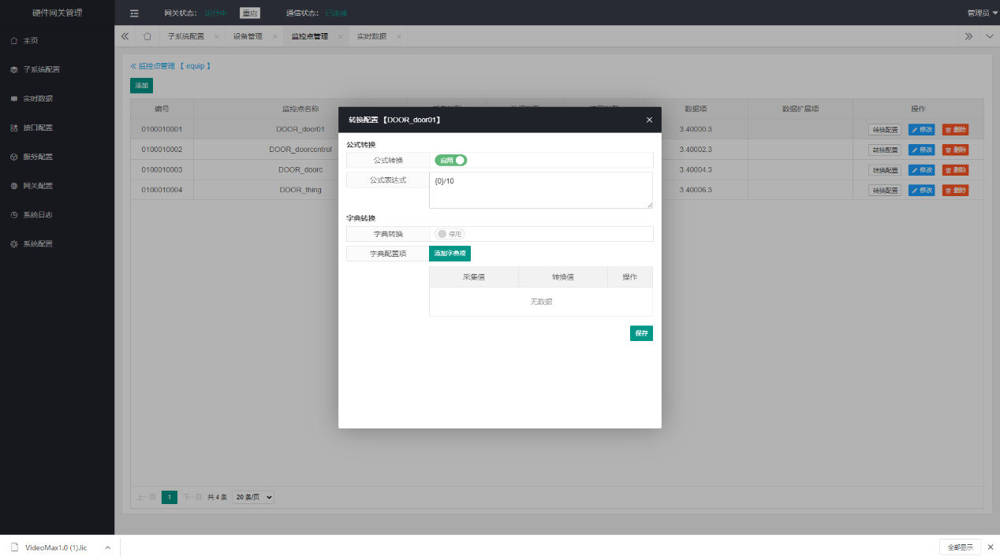 硬件网关管理
网关状态： 运行中 重启 通信状态： 已连接 管理员
主页
子系统配置
实时数据
接口配置
服务配置
网关配置
系统日志
系统配置
子系统配置 × 设备管理 × 监控点管理 × 实时数据 ×
监控点管理 【 equip 】
添加
编号 监控点名称 数据项 数据扩展项 操作
0100010001 DOOR_door01 3.40000.3 转换配置 修改 删除
0100010002 DOOR_doorcontrol 3.40002.3 转换配置 修改 删除
0100010003 DOOR_doorc 3.40004.3 转换配置 修改 删除
0100010004 DOOR_thing 3.40006.3 转换配置 修改 删除
转换配置 【DOOR_door01】
公式转换
公式转换 启用
公式表达式 {0}/10
字典转换
字典转换 停用
字典配置项 添加字典项
采集值 转换值 操作
无数据
保存
上一页 1 下一页 共 4 条 20 条/页
VideoMax1.0 (1).lic 全部显示